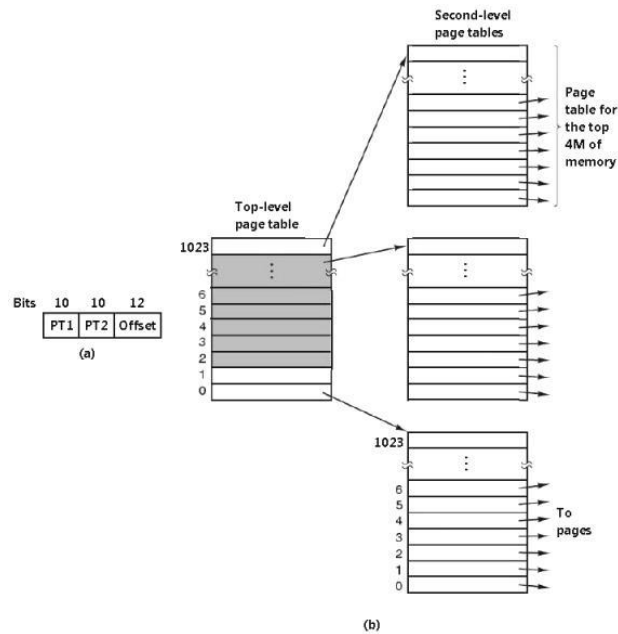 Second-level
page tables
Page
table for
the top
4M of
memory
Top-level
page table
1023
6
5
4
3
2
1
0
Bits 10 10 12
PT1 PT2 Offset
(a)
1023
6
5
4
3
2
1
0
To
pages
(b)